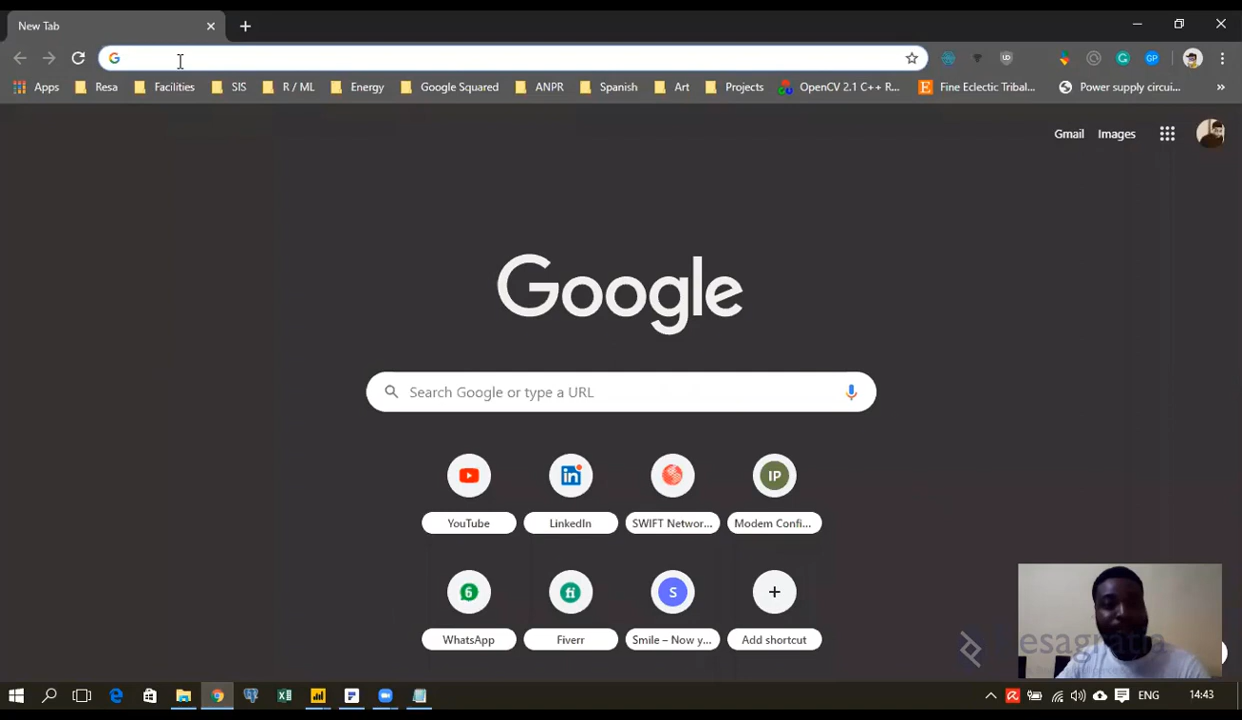 New Tab
Apps Resa Facilities SIS R / ML Energy Google Squared ANPR Spanish Art Projects OpenCV 2.1 C++ R... Fine Eclectic Tribal... Power supply circui... »
Gmail Images
Google
Search Google or type a URL
YouTube LinkedIn SWIFT Networ... Modem Confi...
WhatsApp Fiverr Smile – Now y... Add shortcut
esagratia
ENG 14:43